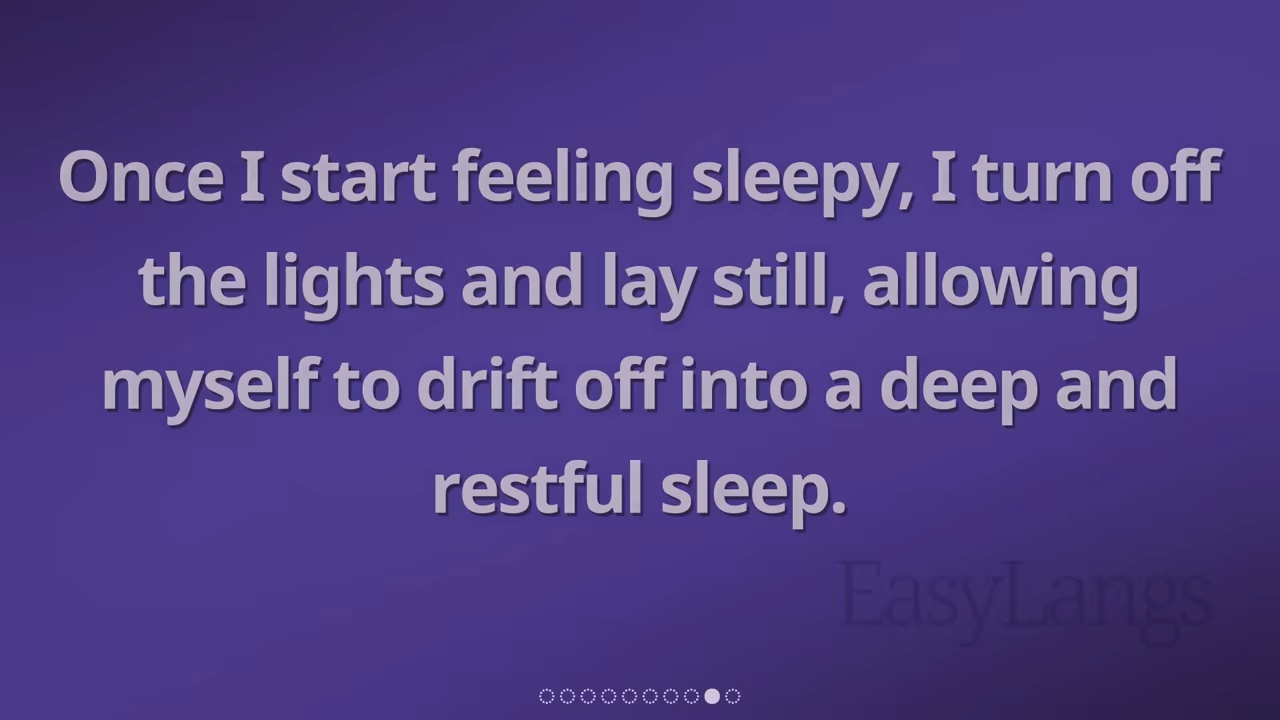 Once I start feeling sleepy, I turn off
the lights and lay still, allowing
myself to drift off into a deep and
restful sleep.
EasyLangs